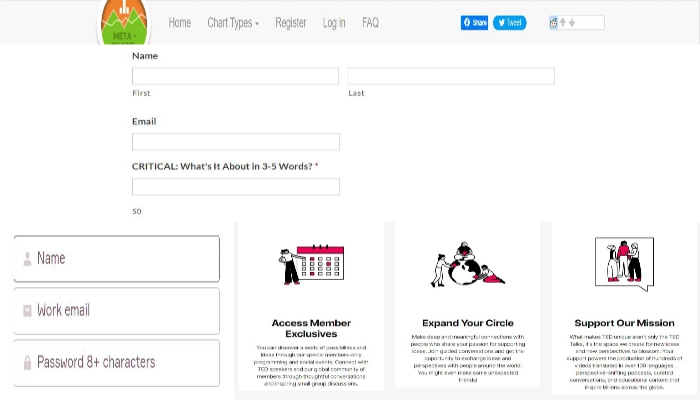 Home Chart Types Register Log in FAQ Share Tweet
META -
Name
First Last
Email
CRITICAL: What's It About in 3-5 Words? *
50
Name
Work email
Password 8+ characters
Access Member
Exclusives
You can discover a world of possibilities and
ideas through our special members-only
programming and social events. Connect with
TED speakers and our global community of
members through thoughtful conversations
and inspiring small group discussions.
Expand Your Circle
Make deep and meaningful connections with
people who share your passion for supporting
ideas. Join guided conversations and get the
opportunity to exchange ideas and
perspectives with people around the world.
You might even make some unexpected
friends!
Support Our Mission
What makes TED unique aren't only the TED
Talks, it's the space we create for new ideas
and new perspectives to blossom. Your
support powers the production of hundreds of
videos translated in over 100 languages,
perspective-shifting podcasts, curated
conversations, and educational content that
inspire billions across the globe.